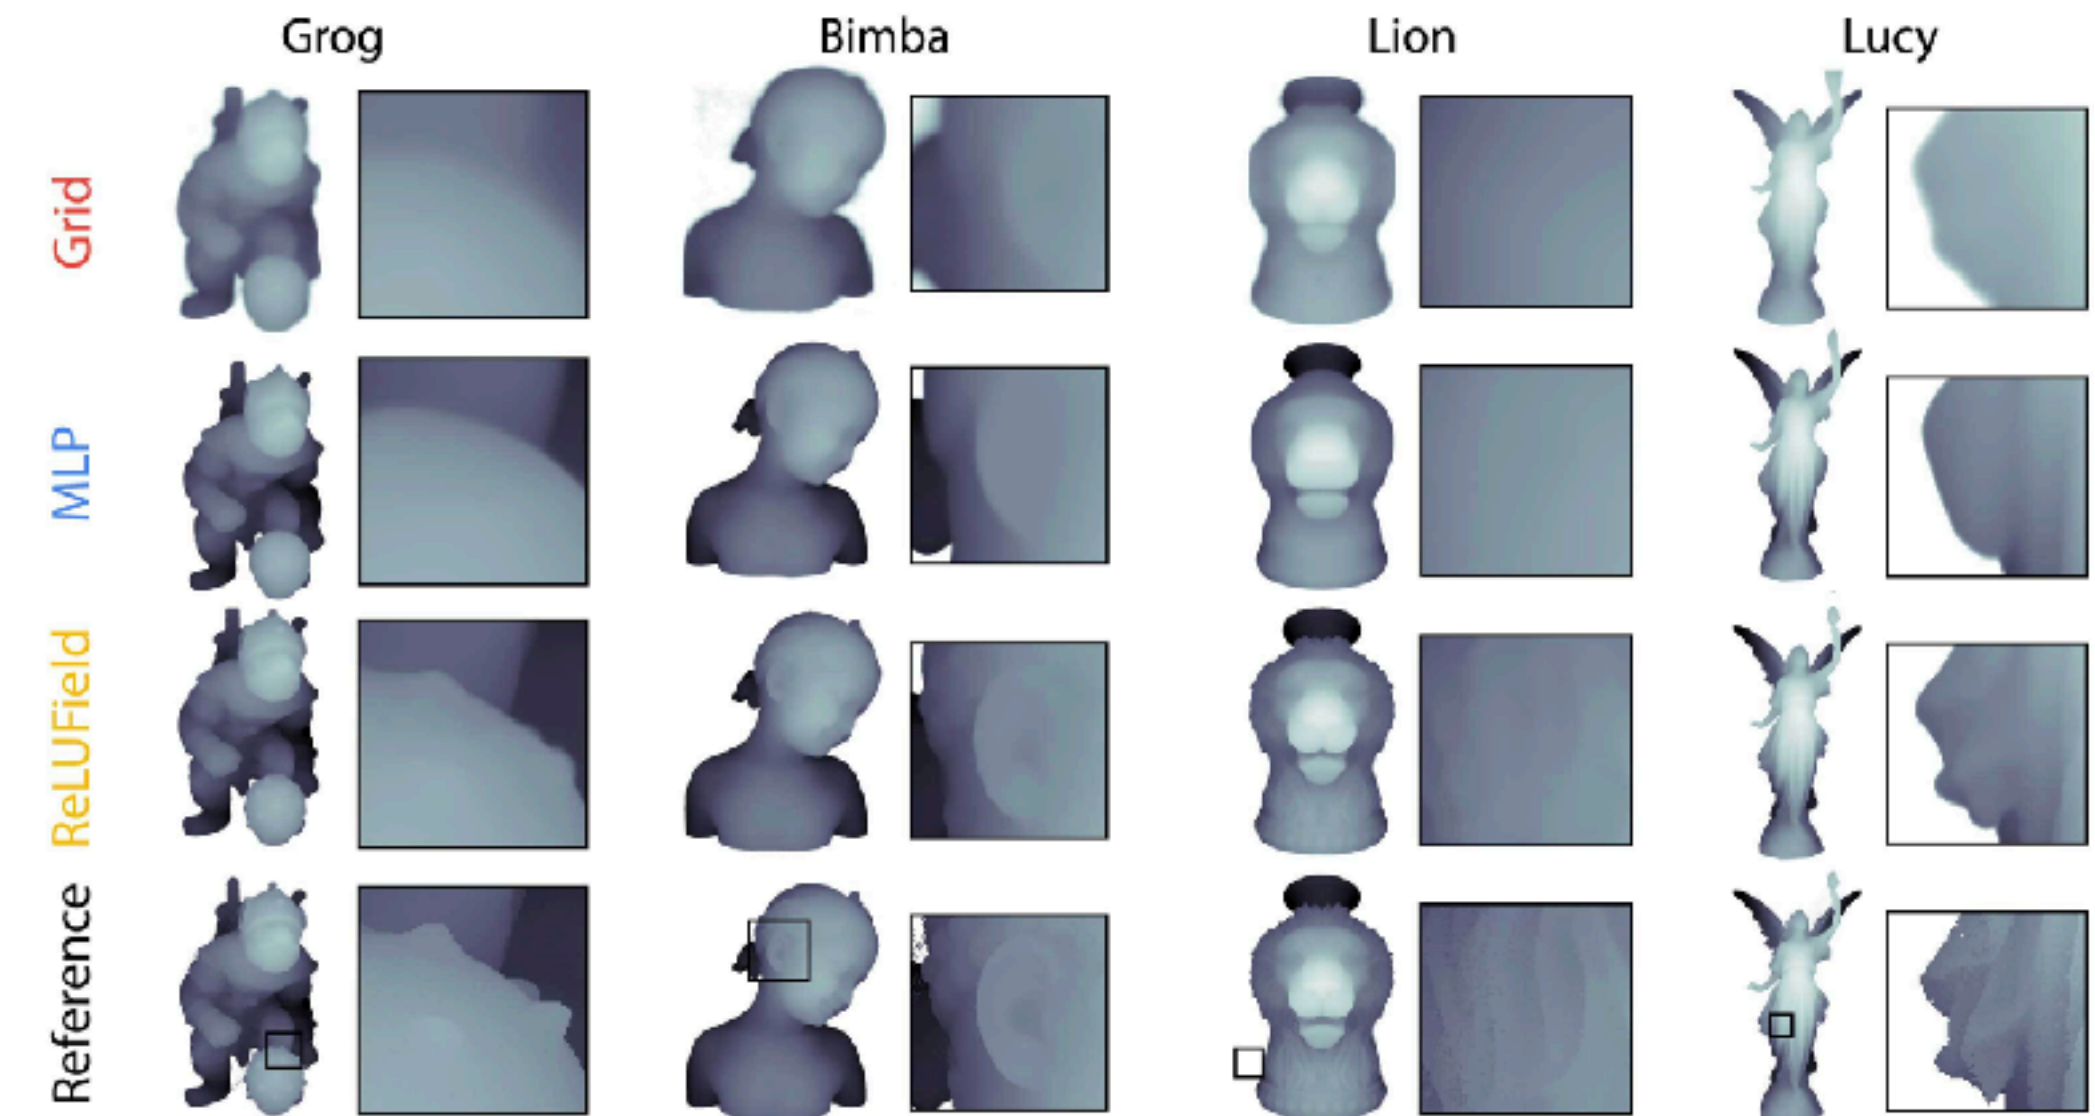 Grog Bimba Lion Lucy
Grid
MLP
ReLUField
Reference